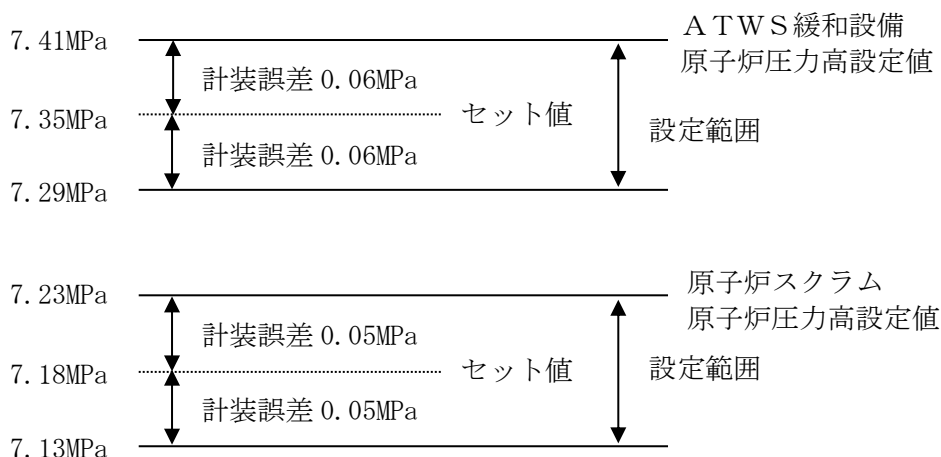 7.41MPa
ＡＴＷＳ緩和設備
原子炉圧力高設定値
計装誤差 0.06MPa
7.35MPa
セット値
設定範囲
計装誤差 0.06MPa
7.29MPa
7.23MPa
原子炉スクラム
原子炉圧力高設定値
計装誤差 0.05MPa
7.18MPa
セット値
設定範囲
計装誤差 0.05MPa
7.13MPa